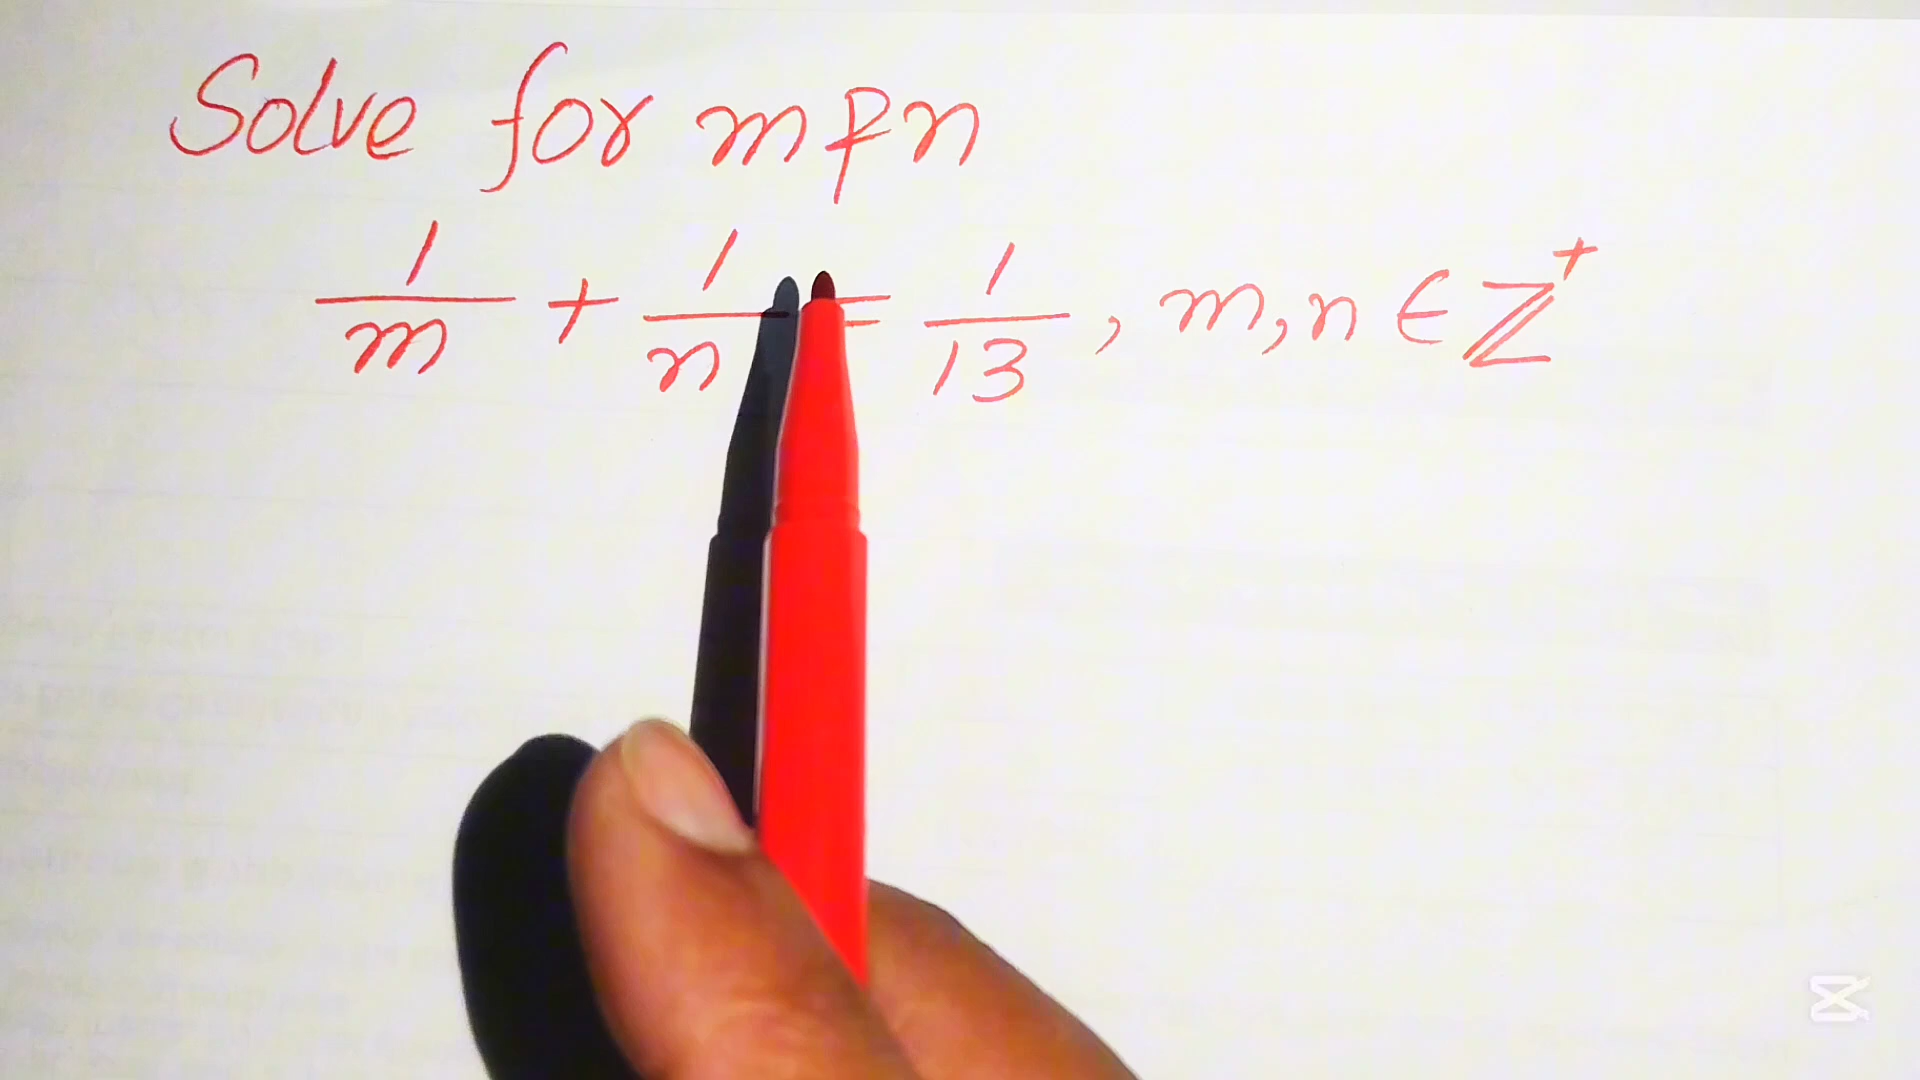 Solve for m & n
1/m + 1/n = 1/13, m, n ∈ ℤ⁺